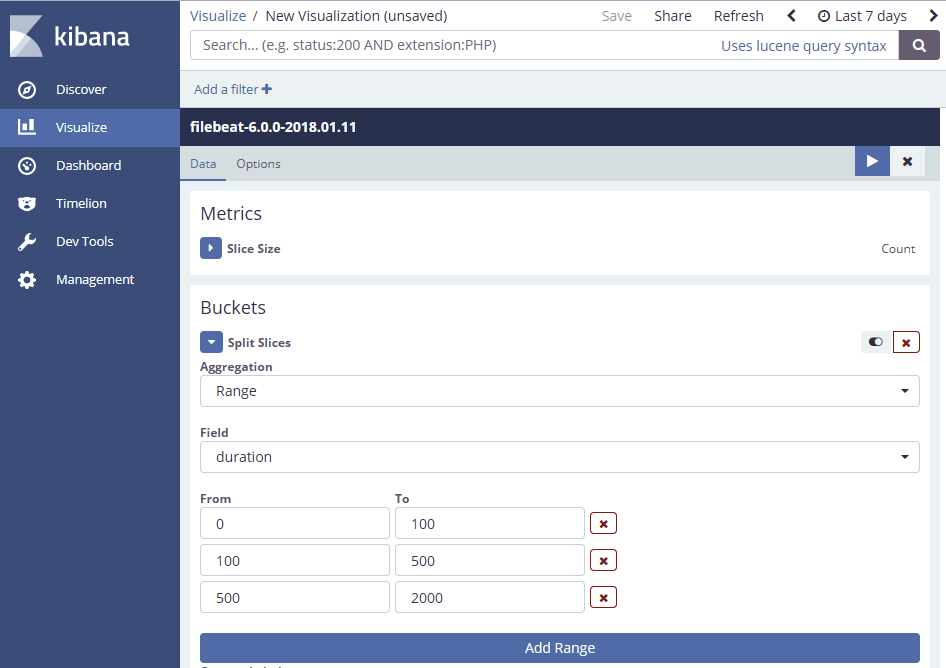 kibana
Discover
Visualize
Dashboard
Timelion
Dev Tools
Management
Visualize / New Visualization (unsaved)
Save Share Refresh Last 7 days
Search... (e.g. status:200 AND extension:PHP) Uses lucene query syntax
Add a filter
filebeat-6.0.0-2018.01.11
Data Options
Metrics
Slice Size Count
Buckets
Split Slices
Aggregation
Range
Field
duration
From To
0 100
100 500
500 2000
Add Range